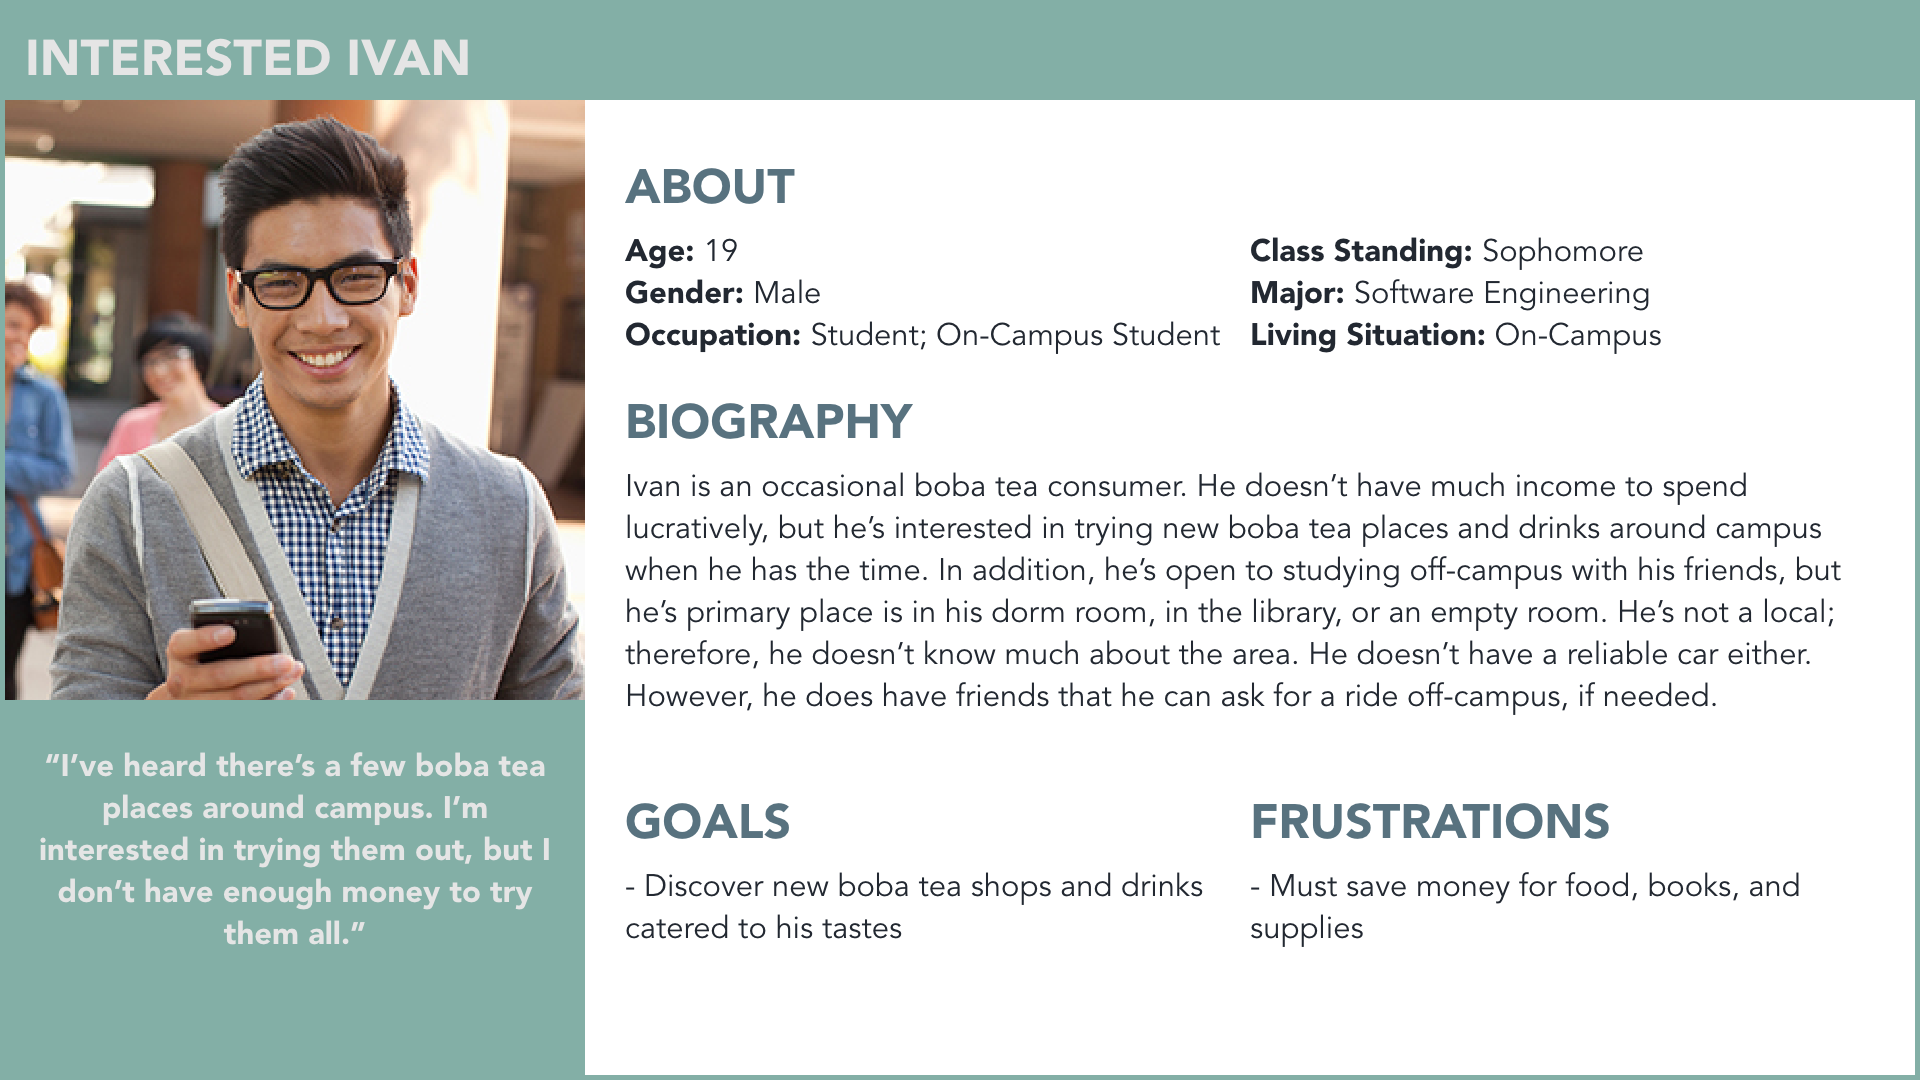 INTERESTED IVAN
ABOUT
Age: 19
Gender: Male
Occupation: Student; On-Campus Student
Class Standing: Sophomore
Major: Software Engineering
Living Situation: On-Campus
BIOGRAPHY
Ivan is an occasional boba tea consumer. He doesn’t have much income to spend
lucratively, but he’s interested in trying new boba tea places and drinks around campus
when he has the time. In addition, he’s open to studying off-campus with his friends, but
he’s primary place is in his dorm room, in the library, or an empty room. He’s not a local;
therefore, he doesn’t know much about the area. He doesn’t have a reliable car either.
However, he does have friends that he can ask for a ride off-campus, if needed.
“I’ve heard there’s a few boba tea
places around campus. I’m
interested in trying them out, but I
don’t have enough money to try
them all.”
GOALS
- Discover new boba tea shops and drinks
catered to his tastes
FRUSTRATIONS
- Must save money for food, books, and
supplies